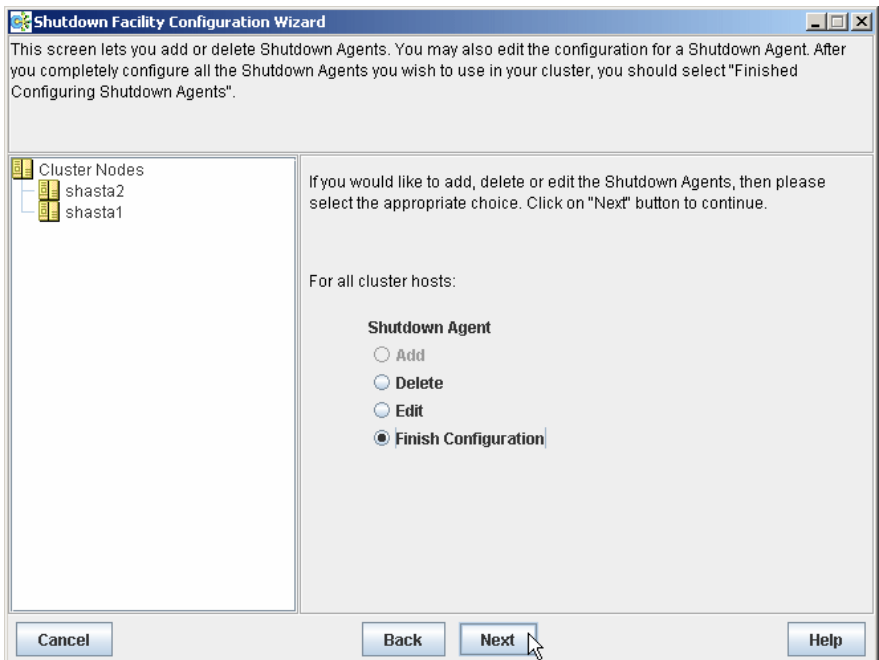 Shutdown Facility Configuration Wizard
This screen lets you add or delete Shutdown Agents. You may also edit the configuration for a Shutdown Agent. After
you completely configure all the Shutdown Agents you wish to use in your cluster, you should select "Finished
Configuring Shutdown Agents".
Cluster Nodes
shasta2
shasta1
If you would like to add, delete or edit the Shutdown Agents, then please
select the appropriate choice. Click on "Next" button to continue.
For all cluster hosts:
Shutdown Agent
Add
Delete
Edit
Finish Configuration
Cancel
Back
Next
Help